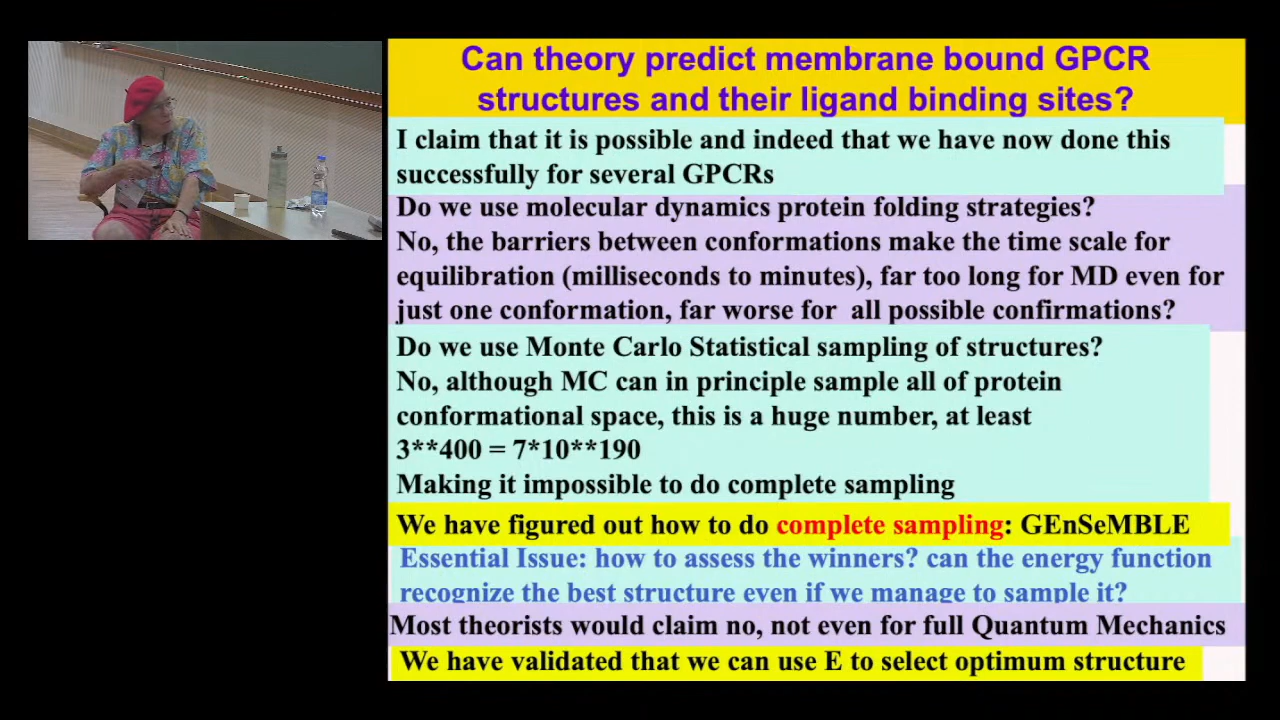 Can theory predict membrane bound GPCR
structures and their ligand binding sites?
I claim that it is possible and indeed that we have now done this
successfully for several GPCRs
Do we use molecular dynamics protein folding strategies?
No, the barriers between conformations make the time scale for
equilibration (milliseconds to minutes), far too long for MD even for
just one conformation, far worse for all possible confirmations?
Do we use Monte Carlo Statistical sampling of structures?
No, although MC can in principle sample all of protein
conformational space, this is a huge number, at least
3**400 = 7*10**190
Making it impossible to do complete sampling
We have figured out how to do complete sampling: GEnSeMBLE
Essential Issue: how to assess the winners? can the energy function
recognize the best structure even if we manage to sample it?
Most theorists would claim no, not even for full Quantum Mechanics
We have validated that we can use E to select optimum structure